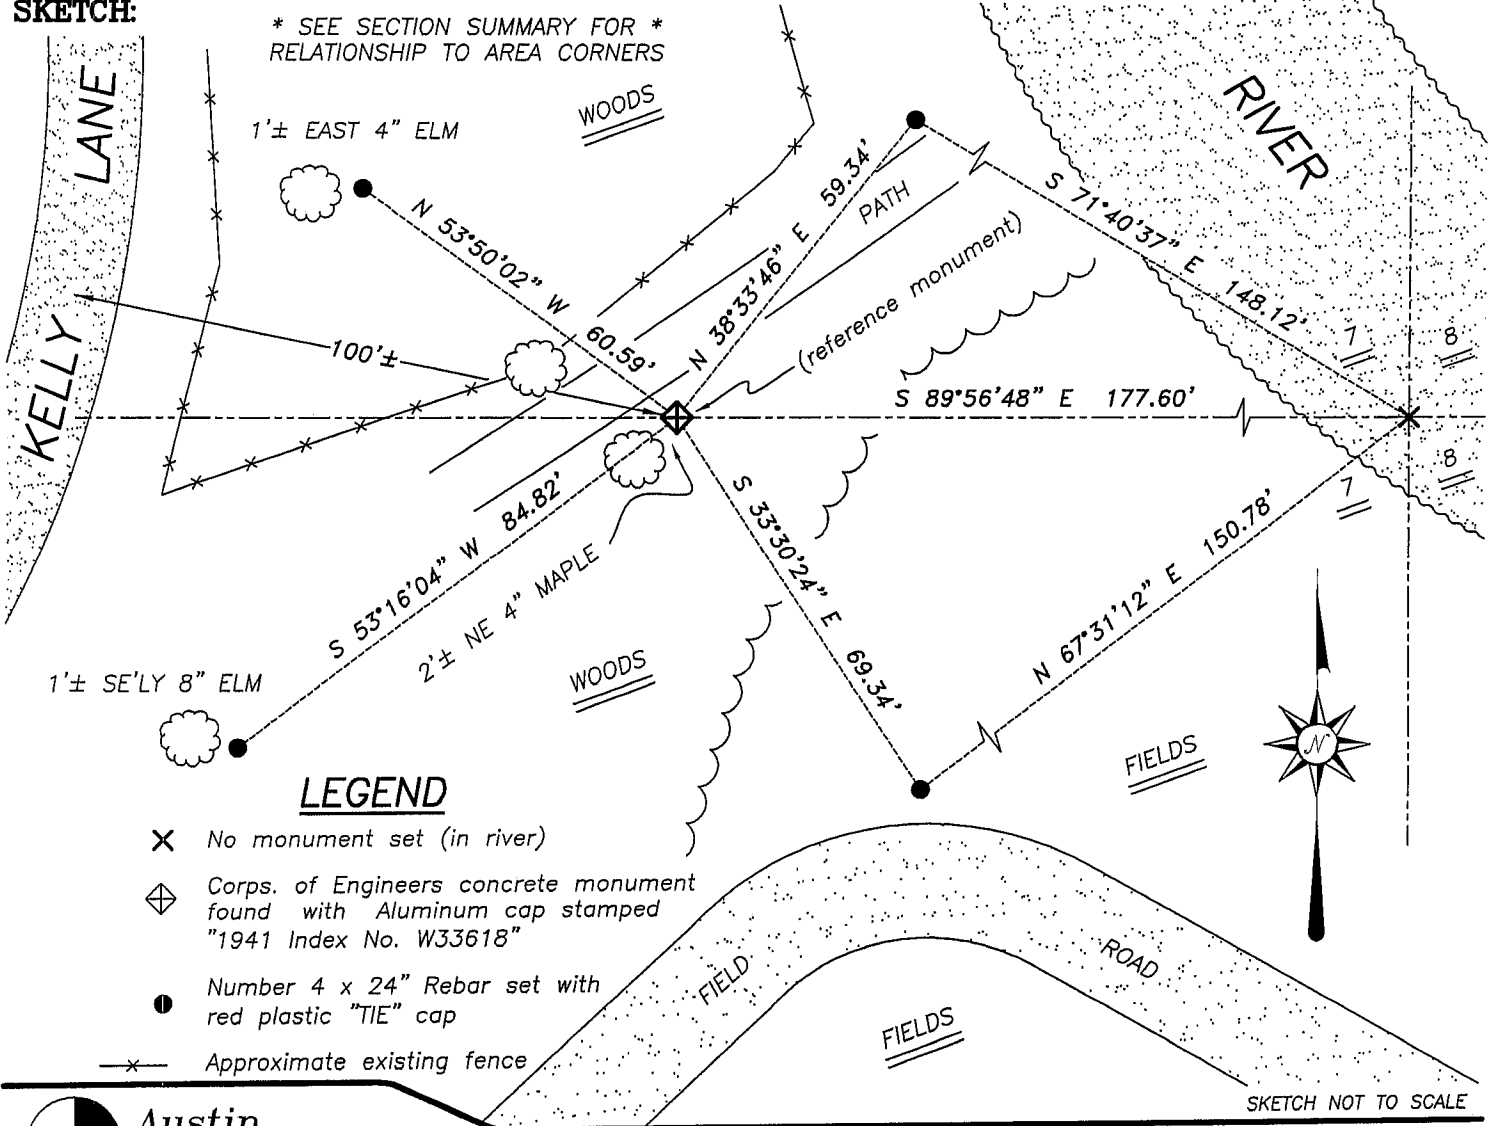 SKETCH:
* SEE SECTION SUMMARY FOR *
RELATIONSHIP TO AREA CORNERS
KELLY LANE
WOODS
RIVER
1'± EAST 4" ELM
N 53°50'02" W 60.59'
N 38°33'46" E 59.34'
PATH
S 71°40'37" E 148.12'
(reference monument)
100'±
7
8
S 89°56'48" E 177.60'
7
8
S 53°16'04" W 84.82'
2'± NE 4" MAPLE
S 33°30'24" E 69.34'
N 67°31'12" E 150.78'
1'± SE'LY 8" ELM
WOODS
FIELDS
N
LEGEND
No monument set (in river)
Corps. of Engineers concrete monument
found with Aluminum cap stamped
"1941 Index No. W33618"
Number 4 x 24" Rebar set with
red plastic "TIE" cap
Approximate existing fence
FIELD ROAD
FIELDS
SKETCH NOT TO SCALE
Austin